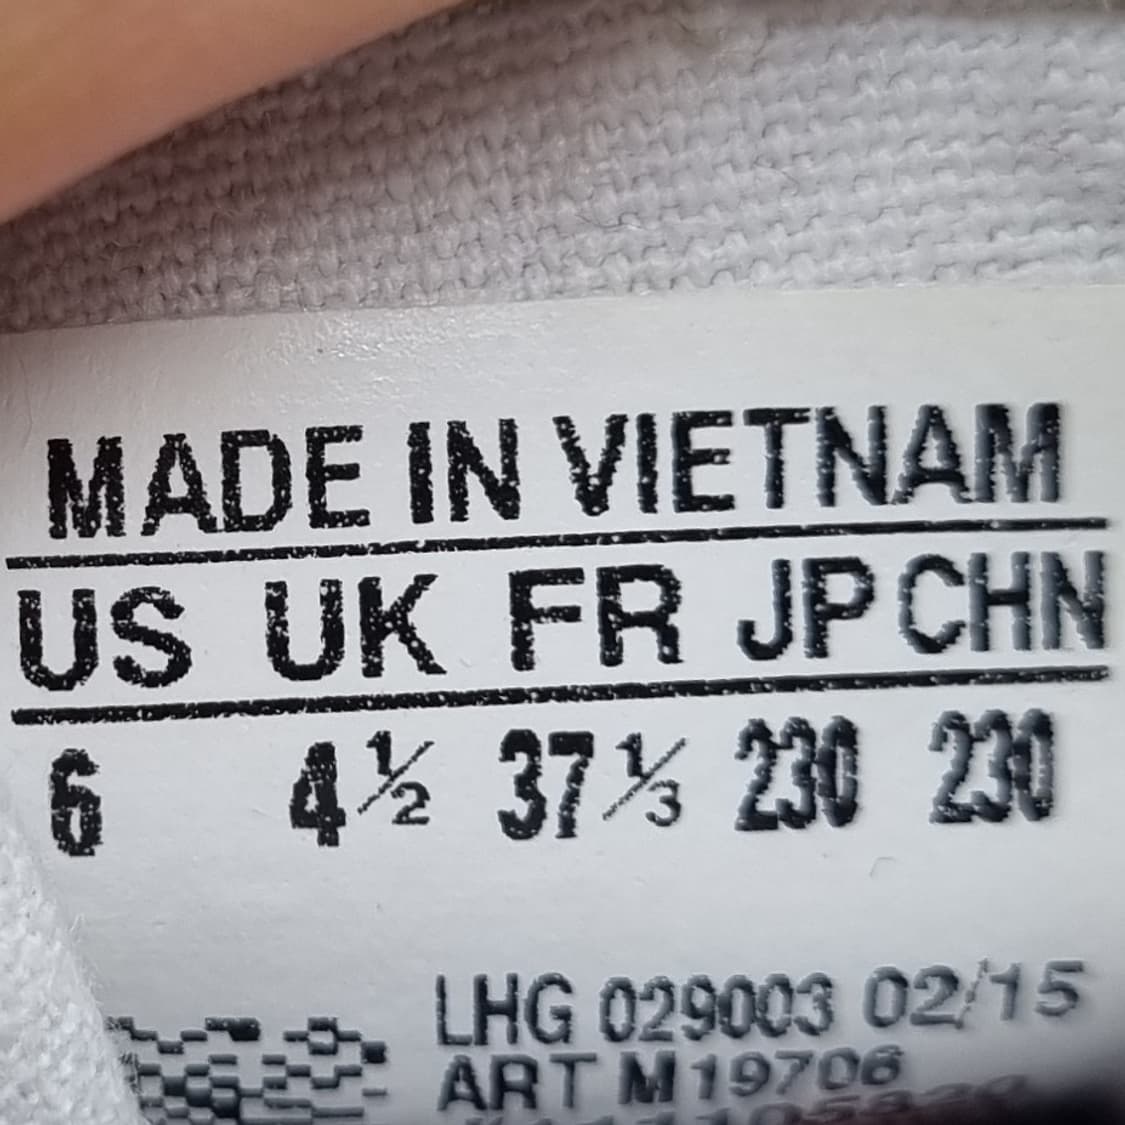 MADE IN VIETNAM
US UK FR JP CHN
6 4½ 37⅓ 230 230
LHG 029003 02/15
ART M19706